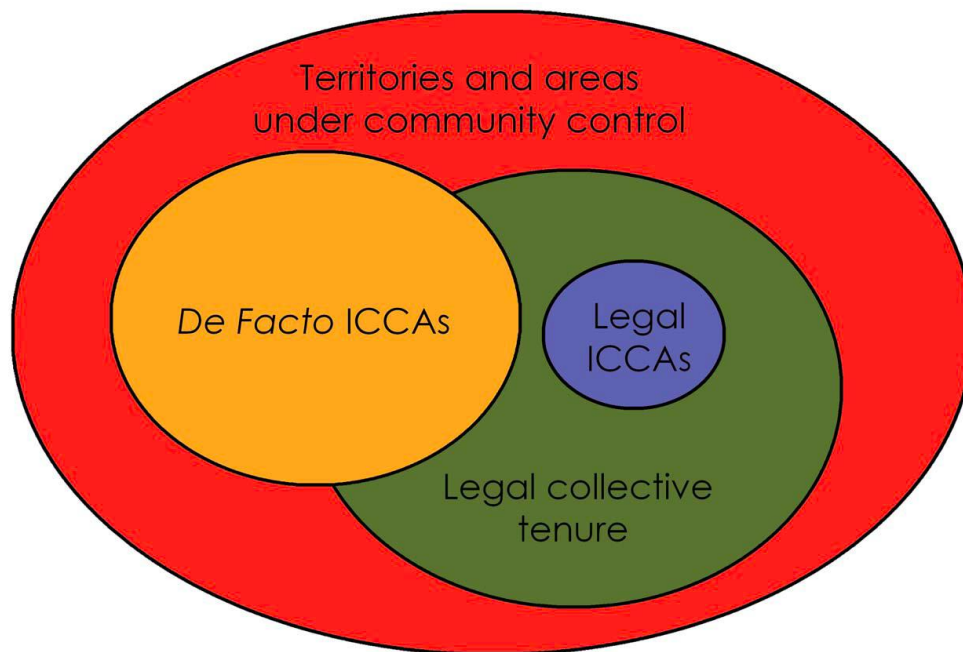 Territories and areas
under community control
De Facto ICCAs
Legal
ICCAs
Legal collective
tenure